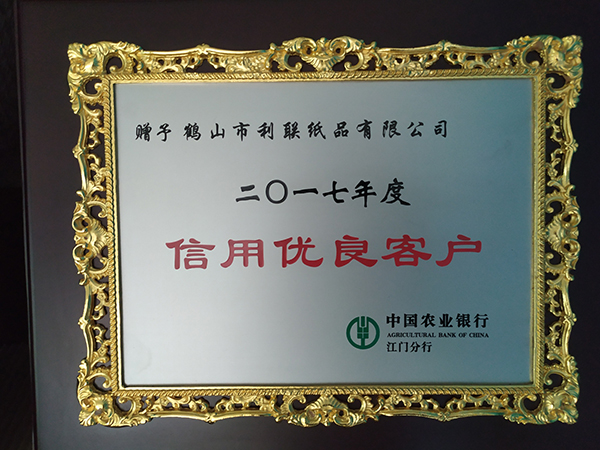 赠予鹤山市利联纸品有限公司
二〇一七年度
信用优良客户
中国农业银行
AGRICULTURAL BANK OF CHINA
江门分行